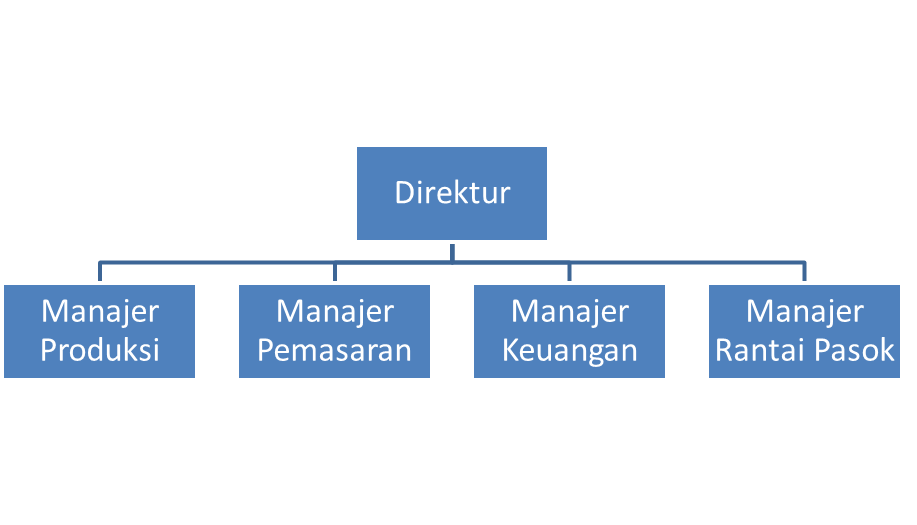 Direktur
Manajer
Produksi
Manajer
Pemasaran
Manajer
Keuangan
Manajer
Rantai Pasok